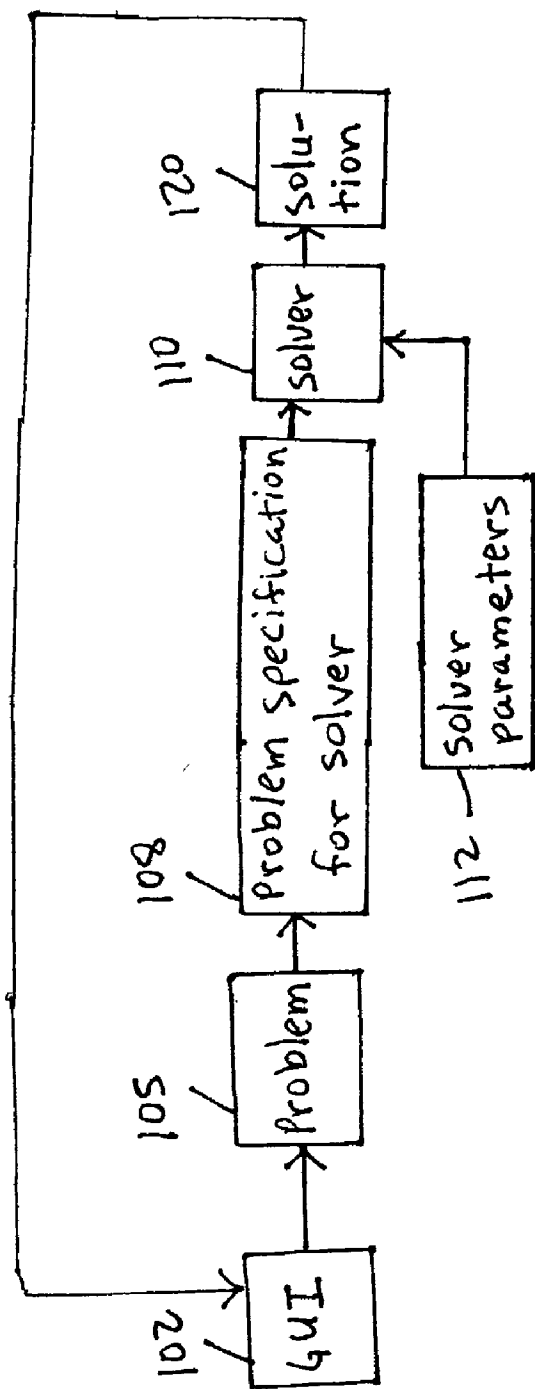 102
GUI
105
Problem
108
Problem specification
for solver
110
solver
120
solu-
tion
112
solver
parameters